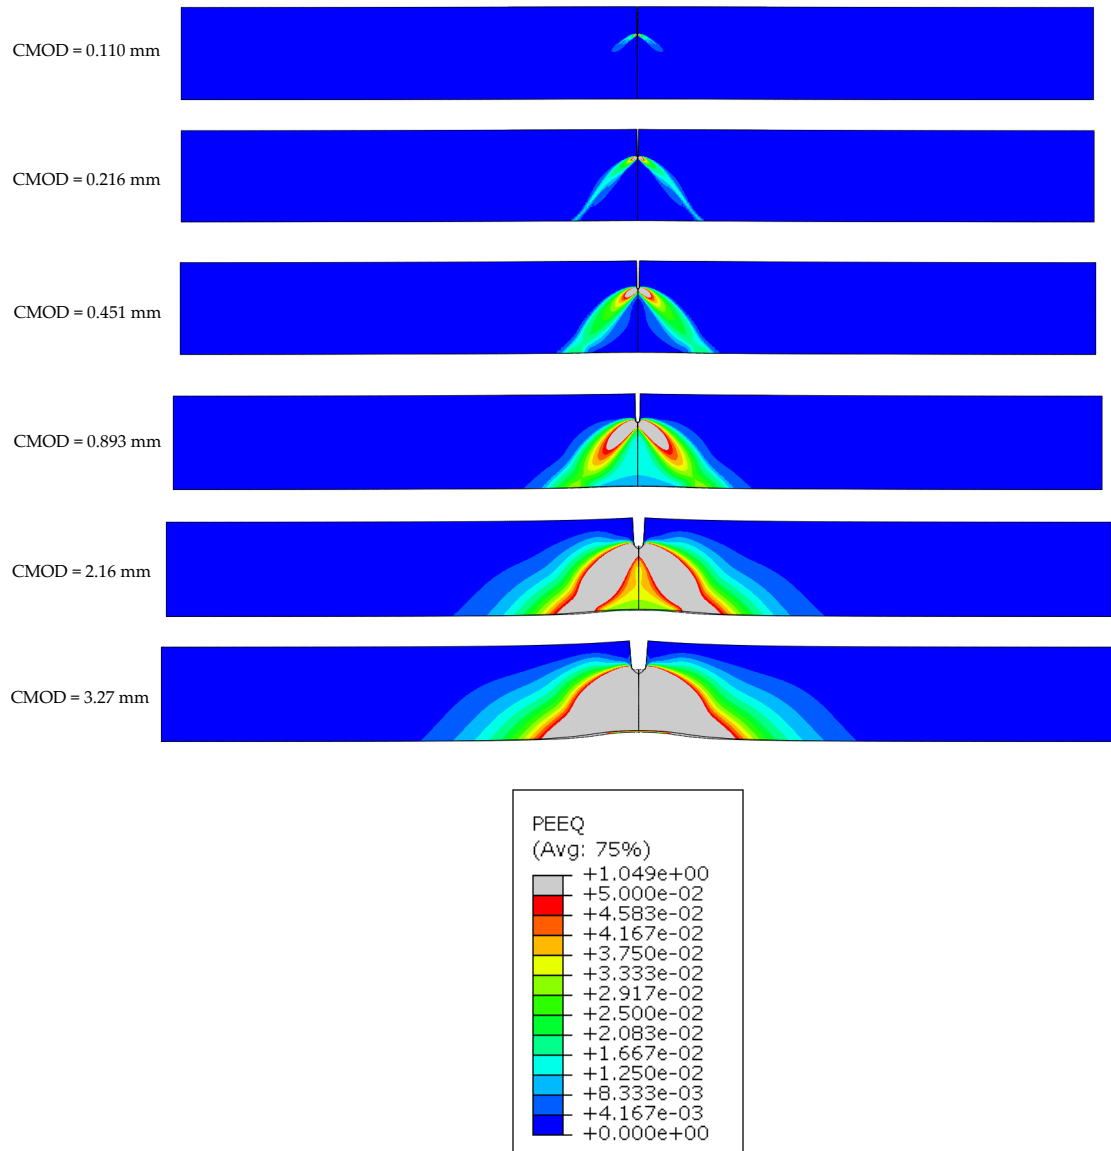 CMOD = 0.110 mm
CMOD = 0.216 mm
CMOD = 0.451 mm
CMOD = 0.893 mm
CMOD = 2.16 mm
CMOD = 3.27 mm
PEEQ
(Avg: 75%)
+1.049e+00
+5.000e-02
+4.583e-02
+4.167e-02
+3.750e-02
+3.333e-02
+2.917e-02
+2.500e-02
+2.083e-02
+1.667e-02
+1.250e-02
+8.333e-03
+4.167e-03
+0.000e+00